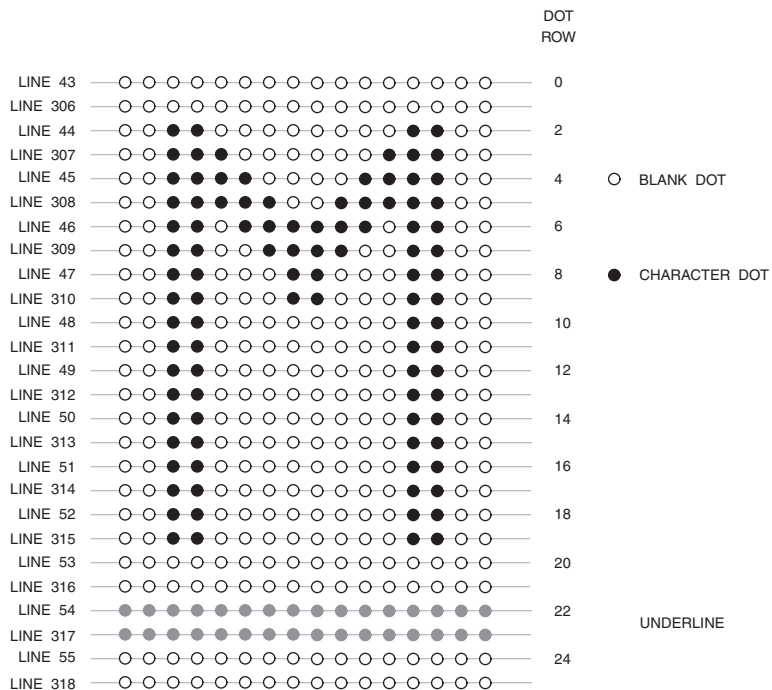 DOT
ROW
LINE 43 0
LINE 306
LINE 44 2
LINE 307
LINE 45 4 BLANK DOT
LINE 308
LINE 46 6
LINE 309
LINE 47 8 CHARACTER DOT
LINE 310
LINE 48 10
LINE 311
LINE 49 12
LINE 312
LINE 50 14
LINE 313
LINE 51 16
LINE 314
LINE 52 18
LINE 315
LINE 53 20
LINE 316
LINE 54 22
UNDERLINE
LINE 317
LINE 55 24
LINE 318